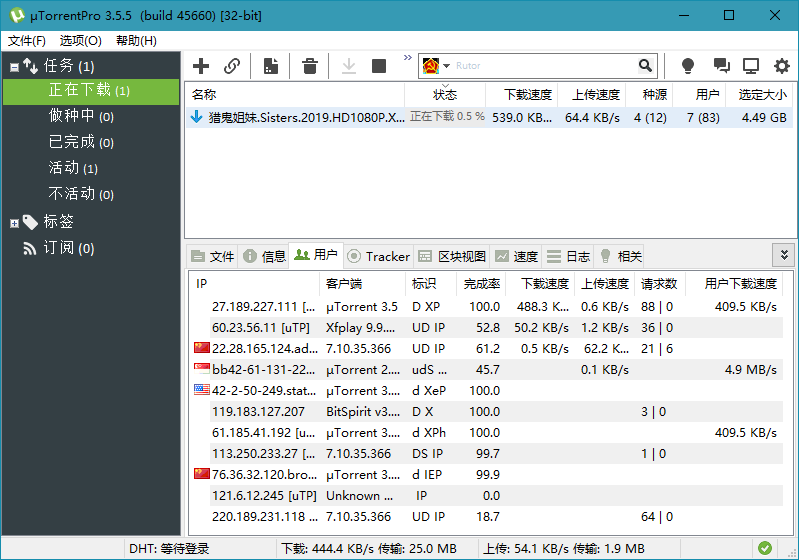 µTorrentPro 3.5.5 (build 45660) [32-bit]
文件(F) 选项(O) 帮助(H)
任务 (1)
正在下载 (1)
做种中 (0)
已完成 (0)
活动 (1)
不活动 (0)
标签
订阅 (0)
Rutor
名称 状态 下载速度 上传速度 种源 用户 选定大小
猎鬼姐妹.Sisters.2019.HD1080P.X... 正在下载 0.5 % 539.0 KB... 64.4 KB/s 4 (12) 7 (83) 4.49 GB
文件 信息 用户 Tracker 区块视图 速度 日志 相关
IP 客户端 标识 完成率 下载速度 上传速度 请求数 用户下载速度
27.189.227.111 [... µTorrent 3.5 D XP 100.0 488.3 K... 0.6 KB/s 88 | 0 409.5 KB/s
60.23.56.11 [uTP] Xfplay 9.9.... UD IP 52.8 50.2 KB/s 1.2 KB/s 36 | 0
22.28.165.124.ad... 7.10.35.366 UD IP 61.2 0.5 KB/s 62.2 K... 21 | 6
bb42-61-131-22... µTorrent 2.... udS ... 45.7 0.1 KB/s 4.9 MB/s
42-2-50-249.stat... µTorrent 3.... d XeP 100.0
119.183.127.207 BitSpirit v3.... D X 100.0 3 | 0
61.185.41.192 [u... µTorrent 3.... d XPh 100.0 409.5 KB/s
113.250.233.27 [... 7.10.35.366 DS IP 99.7 1 | 0
76.36.32.120.bro... µTorrent 3.... d IEP 99.9
121.6.12.245 [uTP] Unknown ... IP 0.0
220.189.231.118 ... 7.10.35.366 UD IP 18.7 64 | 0
DHT: 等待登录 下载: 444.4 KB/s 传输: 25.0 MB 上传: 54.1 KB/s 传输: 1.9 MB